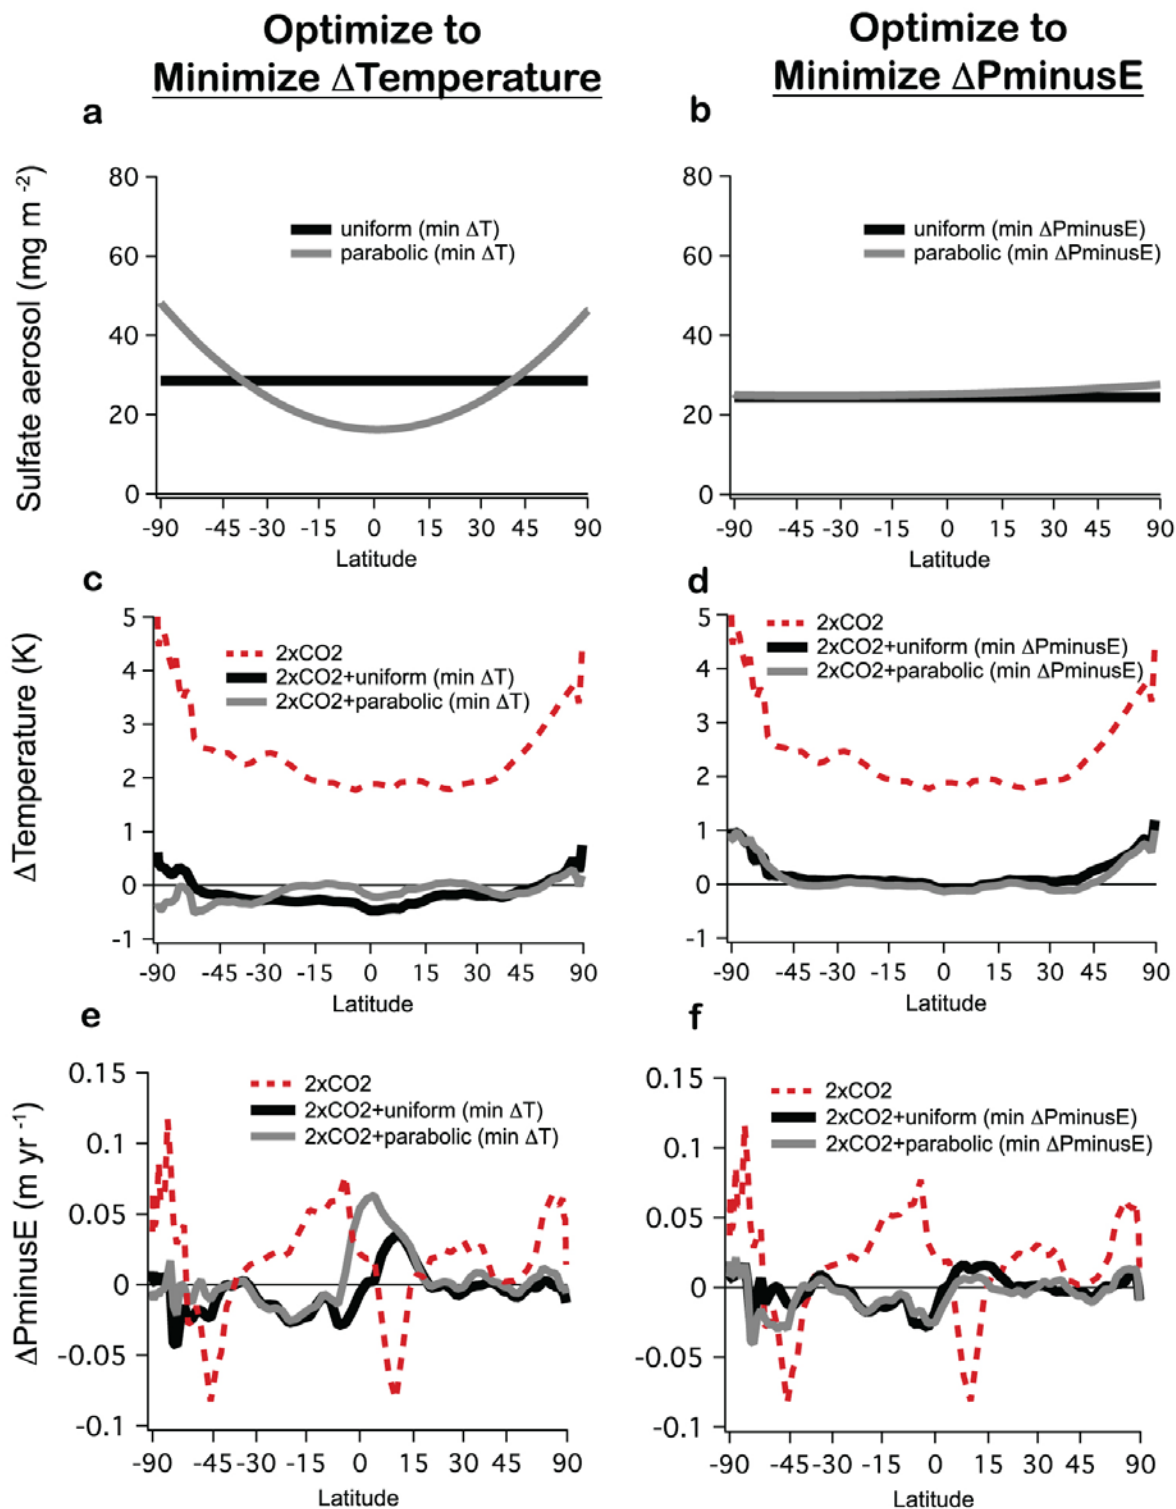 Optimize to
Minimize ΔTemperature
Optimize to
Minimize ΔPminusE
a
Sulfate aerosol (mg m -2)
80
60
40
20
0
uniform (min ΔT)
parabolic (min ΔT)
-90 -45 -30 -15 0 15 30 45 90
Latitude
b
80
60
40
20
0
uniform (min ΔPminusE)
parabolic (min ΔPminusE)
-90 -45 -30 -15 0 15 30 45 90
Latitude
c
ΔTemperature (K)
5
4
3
2
1
0
-1
2xCO2
2xCO2+uniform (min ΔT)
2xCO2+parabolic (min ΔT)
-90 -45 -30 -15 0 15 30 45 90
Latitude
d
5
4
3
2
1
0
-1
2xCO2
2xCO2+uniform (min ΔPminusE)
2xCO2+parabolic (min ΔPminusE)
-90 -45 -30 -15 0 15 30 45 90
Latitude
e
ΔPminusE (m yr -1)
0.15
0.1
0.05
0
-0.05
-0.1
2xCO2
2xCO2+uniform (min ΔT)
2xCO2+parabolic (min ΔT)
-90 -45 -30 -15 0 15 30 45 90
Latitude
f
0.15
0.1
0.05
0
-0.05
-0.1
2xCO2
2xCO2+uniform (min ΔPminusE)
2xCO2+parabolic (min ΔPminusE)
-90 -45 -30 -15 0 15 30 45 90
Latitude